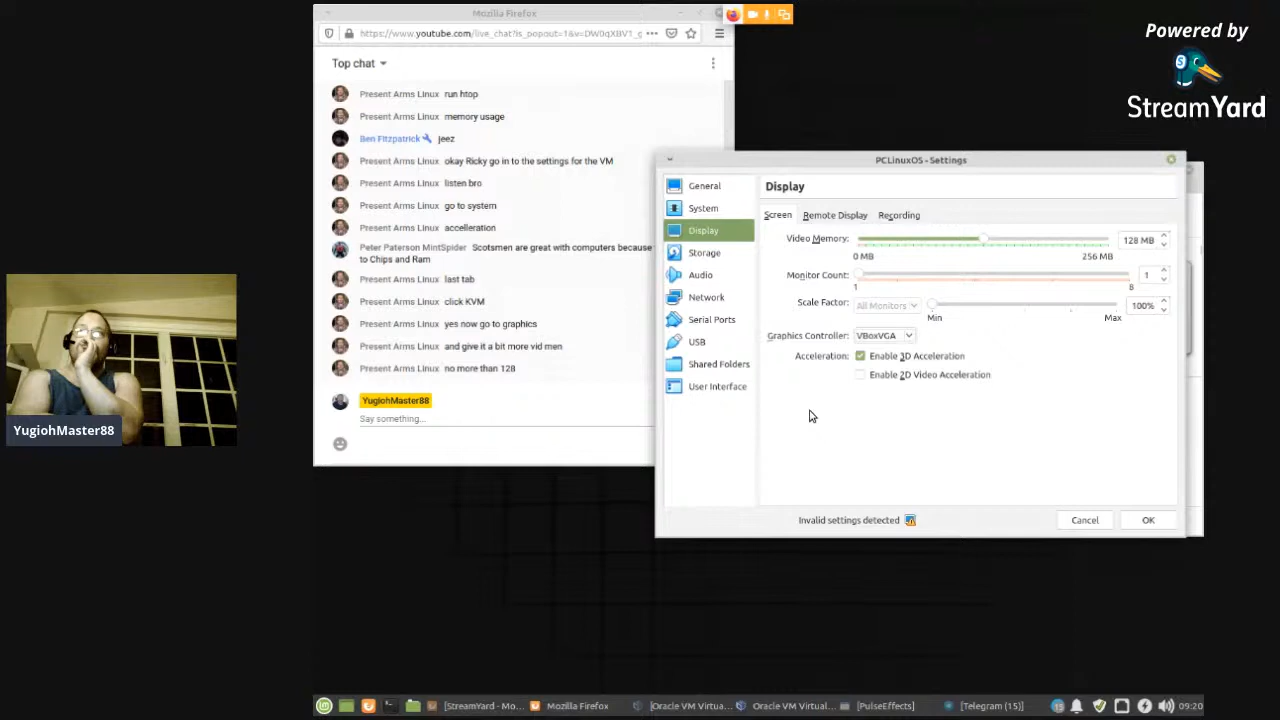 Mozilla Firefox
Powered by
StreamYard
https://www.youtube.com/live_chat?is_popout=1&v=DW0qXBV1_g
Top chat
Present Arms Linux run htop
Present Arms Linux memory usage
Ben Fitzpatrick jeez
Present Arms Linux okay Ricky go in to the settings for the VM
Present Arms Linux listen bro
Present Arms Linux go to system
Present Arms Linux accelleration
Peter Paterson MintSpider Scotsmen are great with computers because
to Chips and Ram
Present Arms Linux last tab
Present Arms Linux click KVM
Present Arms Linux yes now go to graphics
Present Arms Linux and give it a bit more vid men
Present Arms Linux no more than 128
YugiohMaster88
Say something...
YugiohMaster88
PCLinuxOS - Settings
General
System
Display
Storage
Audio
Network
Serial Ports
USB
Shared Folders
User Interface
Display
Screen Remote Display Recording
Video Memory: 128 MB
0 MB 256 MB
Monitor Count: 1
1 8
Scale Factor: All Monitors 100%
Min Max
Graphics Controller: VBoxVGA
Acceleration: Enable 3D Acceleration
Enable 2D Video Acceleration
Invalid settings detected Cancel OK
[StreamYard - Mo... Mozilla Firefox [Oracle VM Virtua... Oracle VM Virtual... [PulseEffects] [Telegram (15)] 09:20